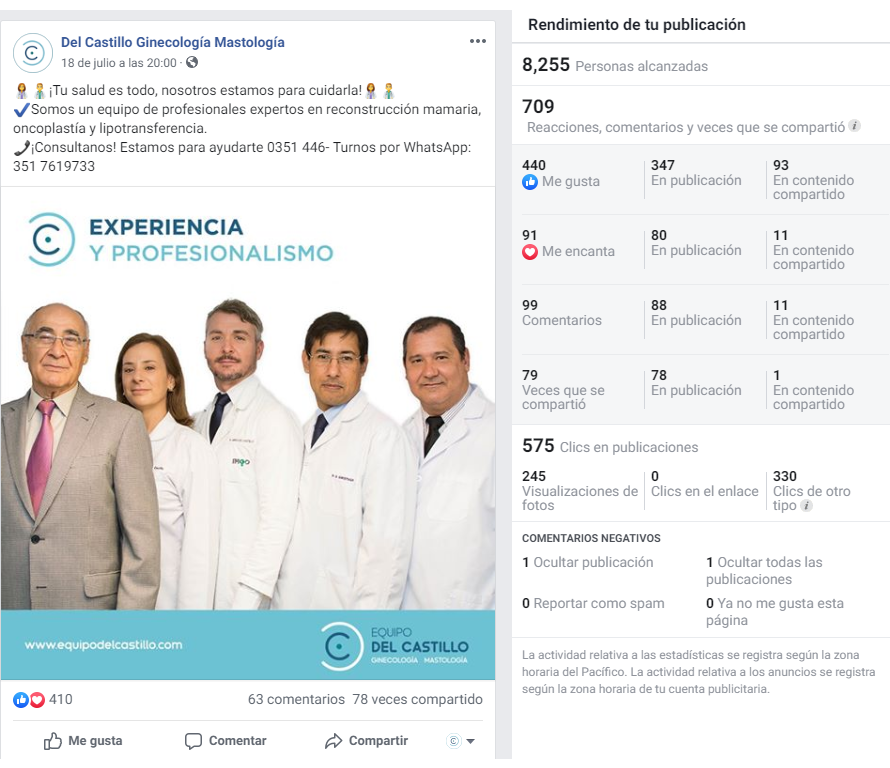 Del Castillo Ginecología Mastología
18 de julio a las 20:00 ·
¡Tu salud es todo, nosotros estamos para cuidarla!
Somos un equipo de profesionales expertos en reconstrucción mamaria,
oncoplastía y lipotransferencia.
¡Consultanos! Estamos para ayudarte 0351 446- Turnos por WhatsApp:
351 7619733
EXPERIENCIA
Y PROFESIONALISMO
www.equipodelcastillo.com
EQUIPO
DEL CASTILLO
GINECOLOGÍA MASTOLOGÍA
410
63 comentarios 78 veces compartido
Me gusta
Comentar
Compartir
Rendimiento de tu publicación
8,255 Personas alcanzadas
709
Reacciones, comentarios y veces que se compartió
440
Me gusta
347
En publicación
93
En contenido
compartido
91
Me encanta
80
En publicación
11
En contenido
compartido
99
Comentarios
88
En publicación
11
En contenido
compartido
79
Veces que se
compartió
78
En publicación
1
En contenido
compartido
575 Clics en publicaciones
245
Visualizaciones de
fotos
0
Clics en el enlace
330
Clics de otro
tipo
COMENTARIOS NEGATIVOS
1 Ocultar publicación
1 Ocultar todas las
publicaciones
0 Reportar como spam
0 Ya no me gusta esta
página
La actividad relativa a las estadísticas se registra según la zona
horaria del Pacífico. La actividad relativa a los anuncios se registra
según la zona horaria de tu cuenta publicitaria.